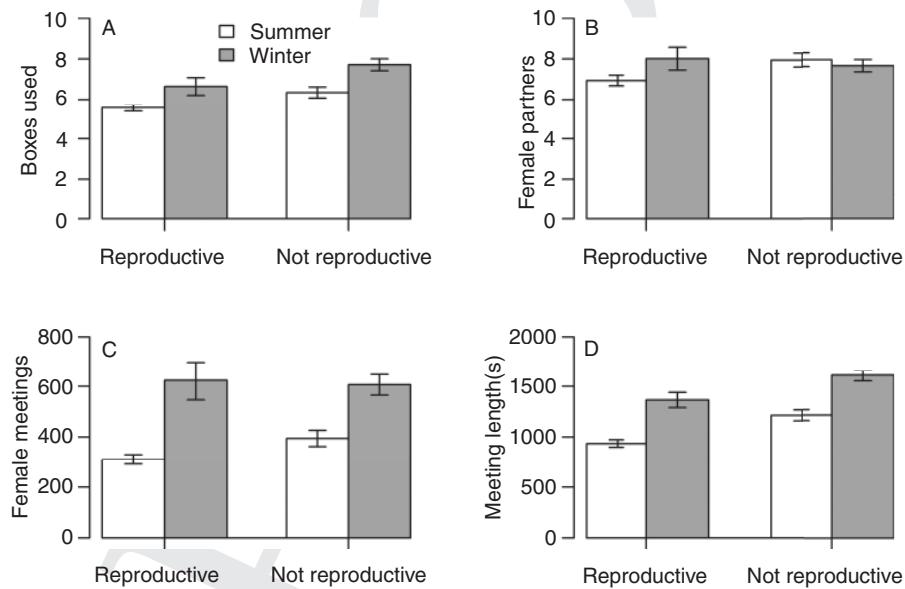 A
Summer
Winter
Boxes used
10
8
6
4
2
0
Reproductive
Not reproductive
B
Female partners
10
8
6
4
2
0
Reproductive
Not reproductive
C
Female meetings
800
600
400
200
0
Reproductive
Not reproductive
D
Meeting length(s)
2000
1500
1000
500
0
Reproductive
Not reproductive